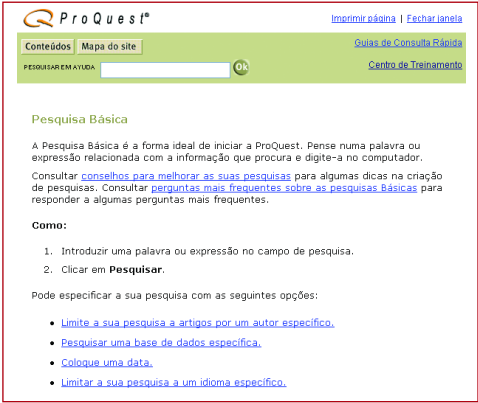 ProQuest®
Imprimir página | Fechar janela
Conteúdos Mapa do site
Guias de Consulta Rápida
PESQUISAR EM AYUDA Ok
Centro de Treinamento
Pesquisa Básica
A Pesquisa Básica é a forma ideal de iniciar a ProQuest. Pense numa palavra ou
expressão relacionada com a informação que procura e digite-a no computador.
Consultar conselhos para melhorar as suas pesquisas para algumas dicas na criação
de pesquisas. Consultar perguntas mais frequentes sobre as pesquisas Básicas para
responder a algumas perguntas mais frequentes.
Como:
1. Introduzir uma palavra ou expressão no campo de pesquisa.
2. Clicar em Pesquisar.
Pode especificar a sua pesquisa com as seguintes opções:
• Limite a sua pesquisa a artigos por um autor específico.
• Pesquisar uma base de dados específica.
• Coloque uma data.
• Limitar a sua pesquisa a um idioma específico.